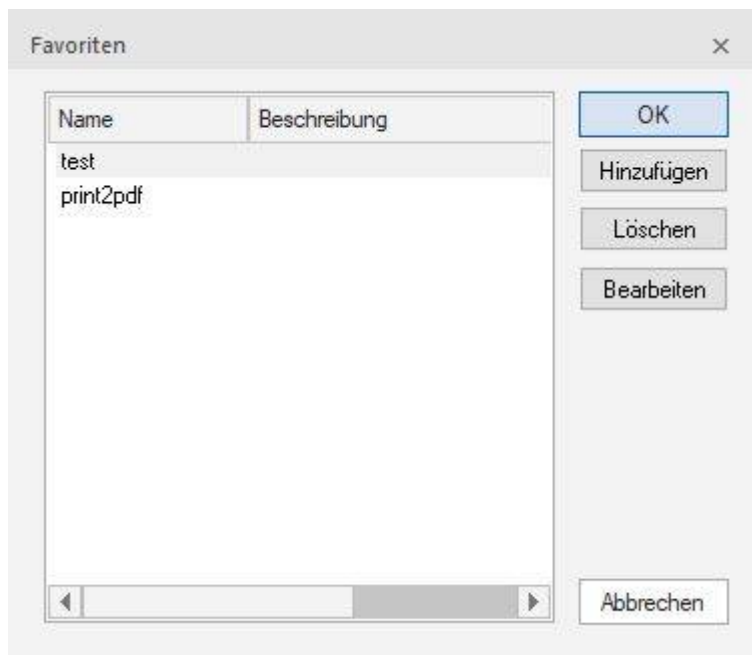 Favoriten
Name Beschreibung
test
print2pdf
OK
Hinzufügen
Löschen
Bearbeiten
Abbrechen